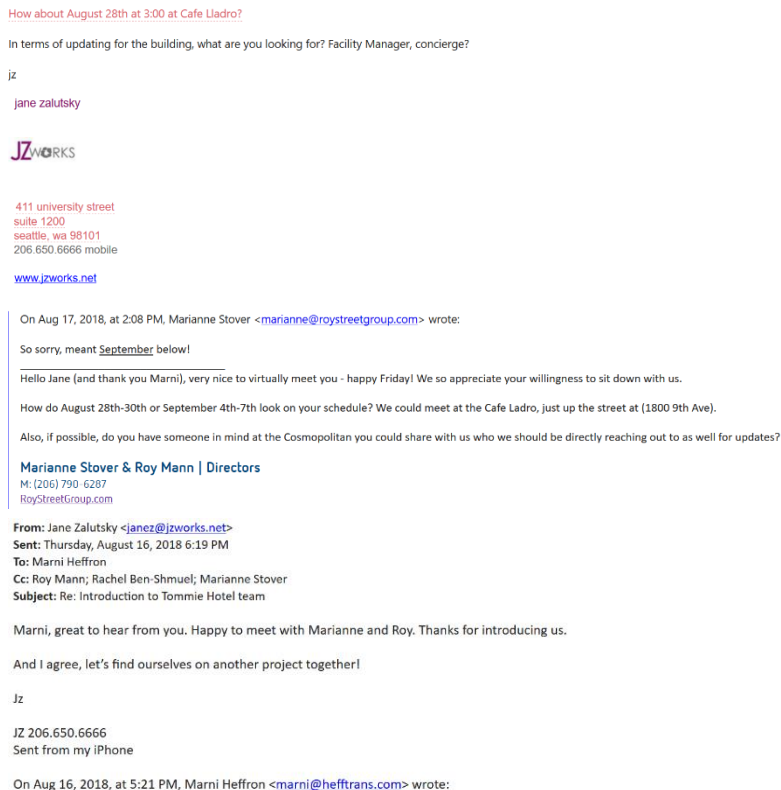 How about August 28th at 3:00 at Cafe Lladro?
In terms of updating for the building, what are you looking for? Facility Manager, concierge?
jz
jane zalutsky
JZWORKS
411 university street
suite 1200
seattle, wa 98101
206.650.6666 mobile
www.jzworks.net
On Aug 17, 2018, at 2:08 PM, Marianne Stover <marianne@roystreetgroup.com> wrote:
So sorry, meant September below!
Hello Jane (and thank you Marni), very nice to virtually meet you - happy Friday! We so appreciate your willingness to sit down with us.
How do August 28th-30th or September 4th-7th look on your schedule? We could meet at the Cafe Ladro, just up the street at (1800 9th Ave).
Also, if possible, do you have someone in mind at the Cosmopolitan you could share with us who we should be directly reaching out to as well for updates?
Marianne Stover & Roy Mann | Directors
M: (206) 790-6287
RoyStreetGroup.com
From: Jane Zalutsky <janez@jzworks.net>
Sent: Thursday, August 16, 2018 6:19 PM
To: Marni Heffron
Cc: Roy Mann; Rachel Ben-Shmuel; Marianne Stover
Subject: Re: Introduction to Tommie Hotel team
Marni, great to hear from you. Happy to meet with Marianne and Roy. Thanks for introducing us.
And I agree, let's find ourselves on another project together!
Jz
JZ 206.650.6666
Sent from my iPhone
On Aug 16, 2018, at 5:21 PM, Marni Heffron <marni@hefftrans.com> wrote: